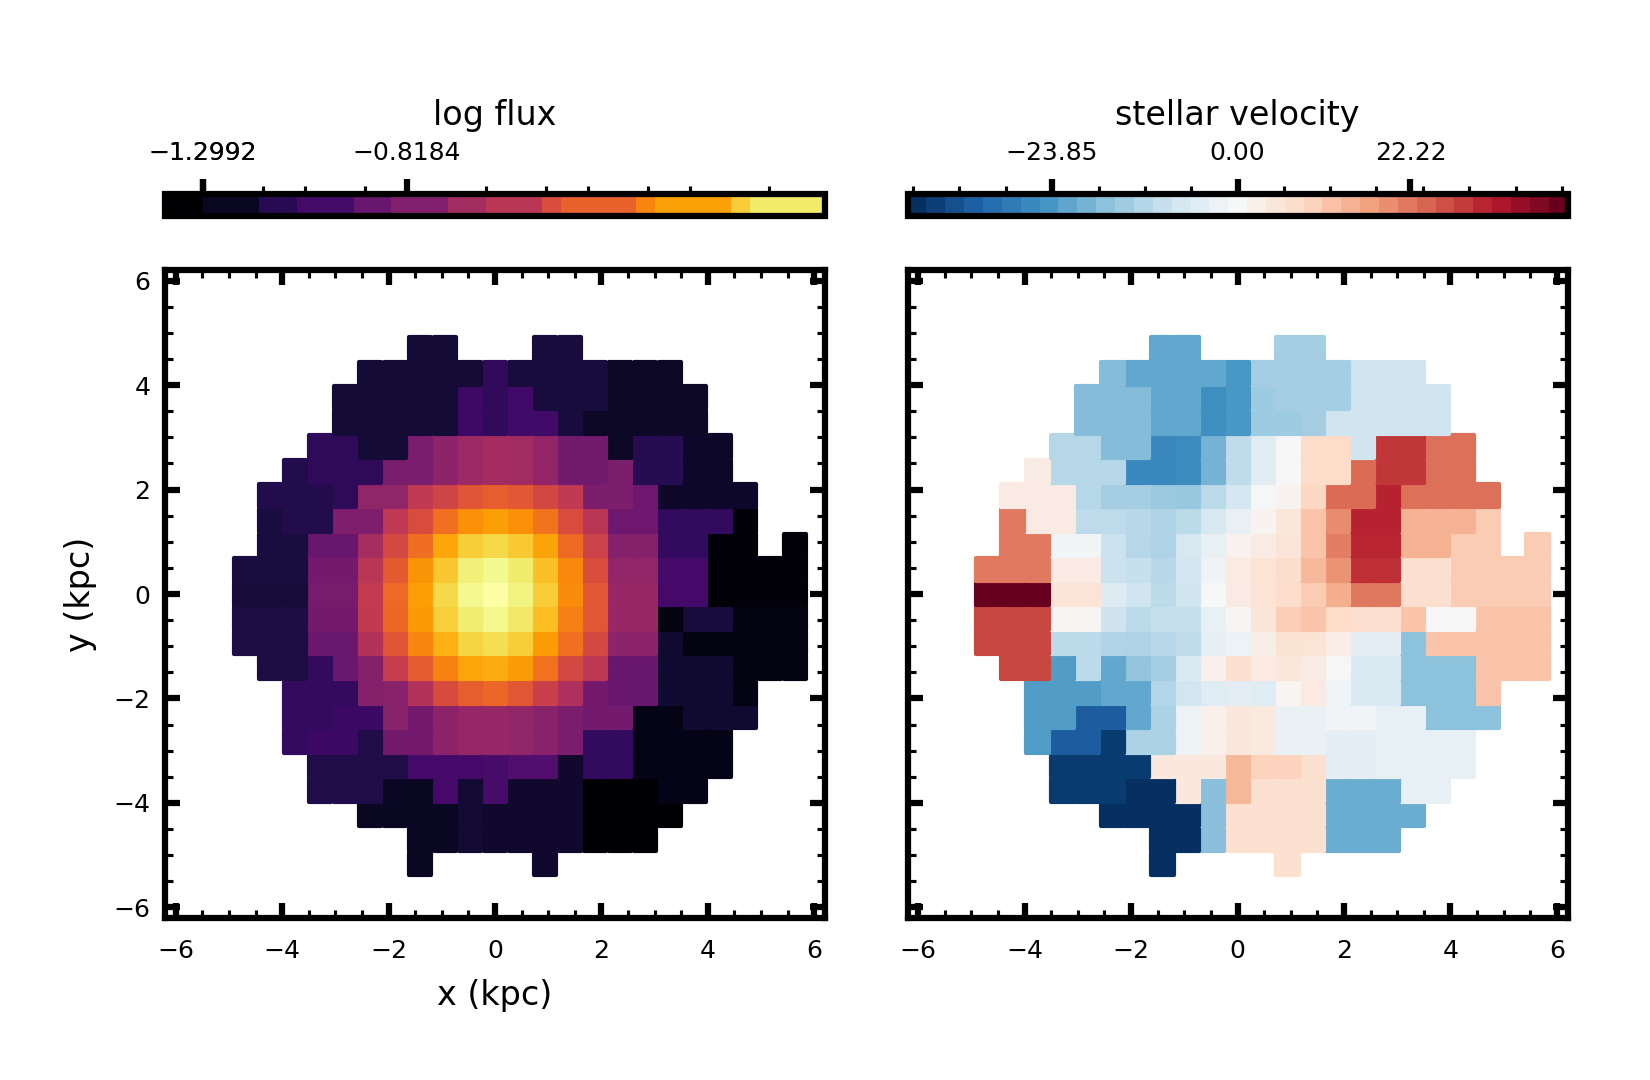 log flux
stellar velocity
−1.2992 −0.8184
−23.85 0.00 22.22
6
4
2
0
−2
−4
−6
y (kpc)
−6 −4 −2 0 2 4 6
−6 −4 −2 0 2 4 6
x (kpc)